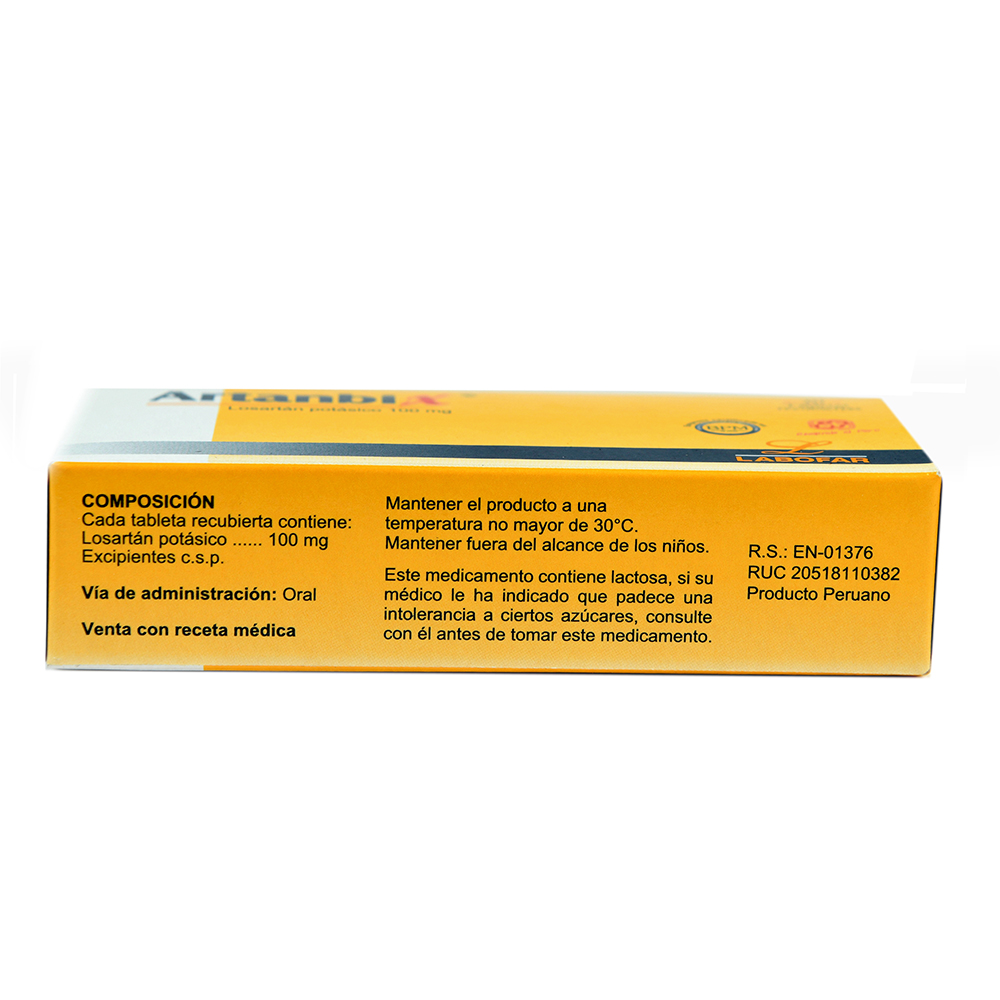 Artanbix
Losartán potásico 100 mg
BPM
LABOFAR
COMPOSICIÓN
Cada tableta recubierta contiene:
Losartán potásico ...... 100 mg
Excipientes c.s.p.
Vía de administración: Oral
Venta con receta médica
Mantener el producto a una
temperatura no mayor de 30°C.
Mantener fuera del alcance de los niños.
Este medicamento contiene lactosa, si su
médico le ha indicado que padece una
intolerancia a ciertos azúcares, consulte
con él antes de tomar este medicamento.
R.S.: EN-01376
RUC 20518110382
Producto Peruano